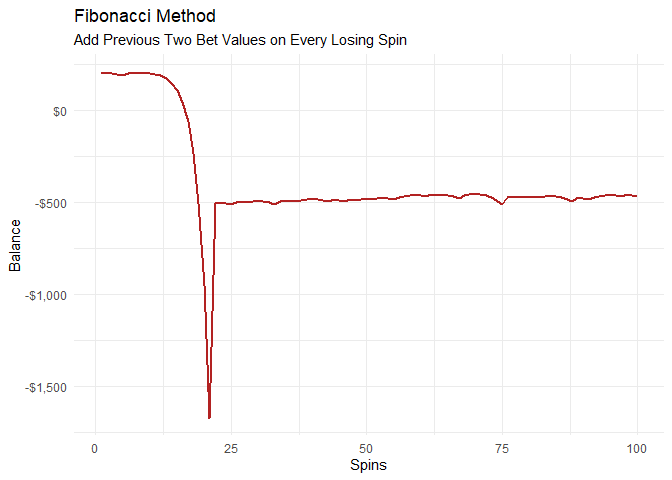 Fibonacci Method
Add Previous Two Bet Values on Every Losing Spin
$0
-$500
-$1,000
-$1,500
Balance
0 25 50 75 100
Spins